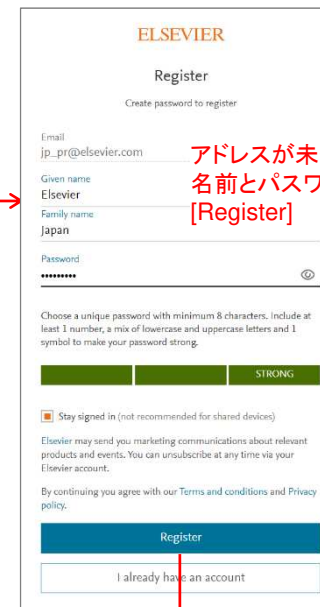 ELSEVIER
Register
Create password to register
Email
jp_pr@elsevier.com
アドレスが未
名前とパスワ
[Register]
Given name
Elsevier
Family name
Japan
Password
•••••••••
Choose a unique password with minimum 8 characters. Include at
least 1 number, a mix of lowercase and uppercase letters and 1
symbol to make your password strong.
STRONG
Stay signed in (not recommended for shared devices)
Elsevier may send you marketing communications about relevant
products and events. You can unsubscribe at any time via your
Elsevier account.
By continuing you agree with our Terms and conditions and Privacy
policy.
Register
I already have an account